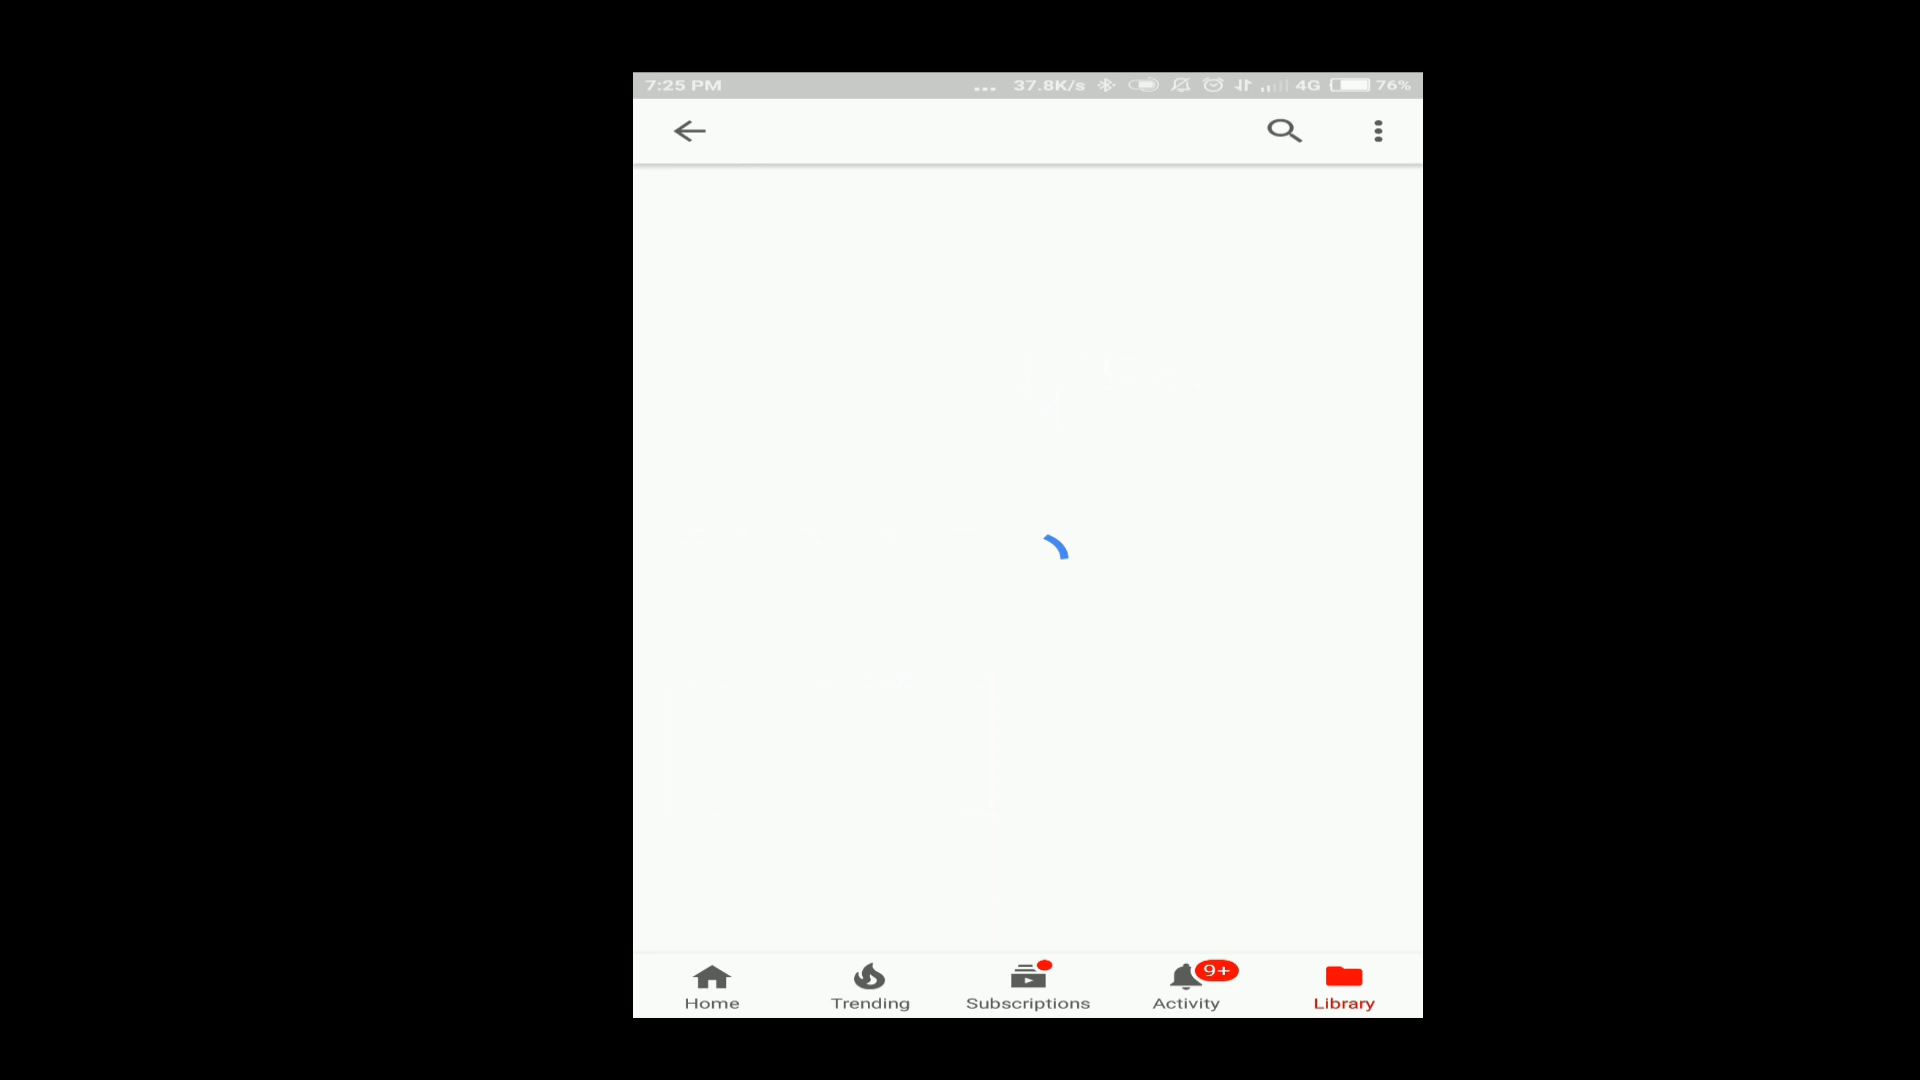 7:25 PM ... 37.8K/s 4G 76%
9+
Home Trending Subscriptions Activity Library